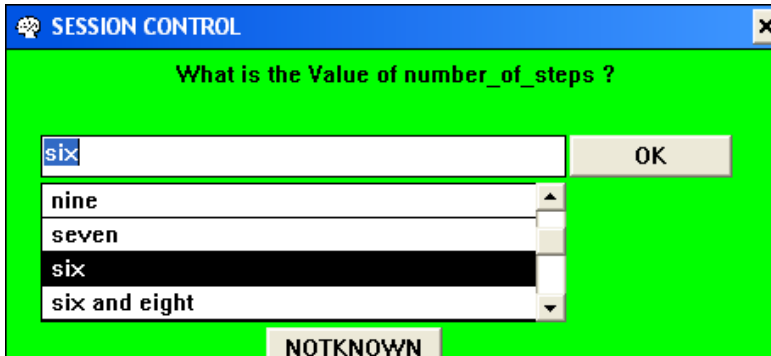 SESSION CONTROL
What is the Value of number_of_steps ?
six
OK
nine
seven
six
six and eight
NOTKNOWN